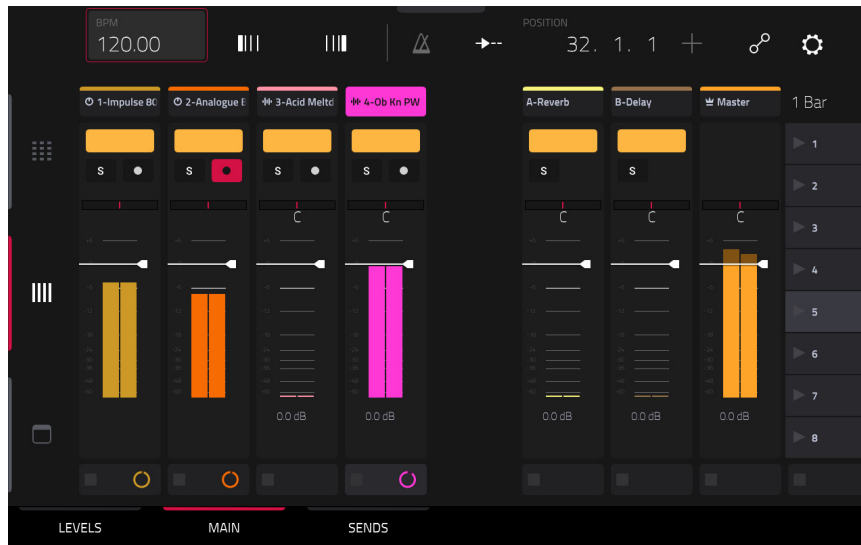 BPM
120.00
POSITION
32. 1. 1
1-Impulse 80
2-Analogue E
3-Acid Meltd
4-Ob Kn PW
A-Reverb
B-Delay
Master
1 Bar
S
S
S
S
S
S
C
C
C
C
C
0.0 dB
0.0 dB
0.0 dB
0.0 dB
0.0 dB
1
2
3
4
5
6
7
8
LEVELS
MAIN
SENDS